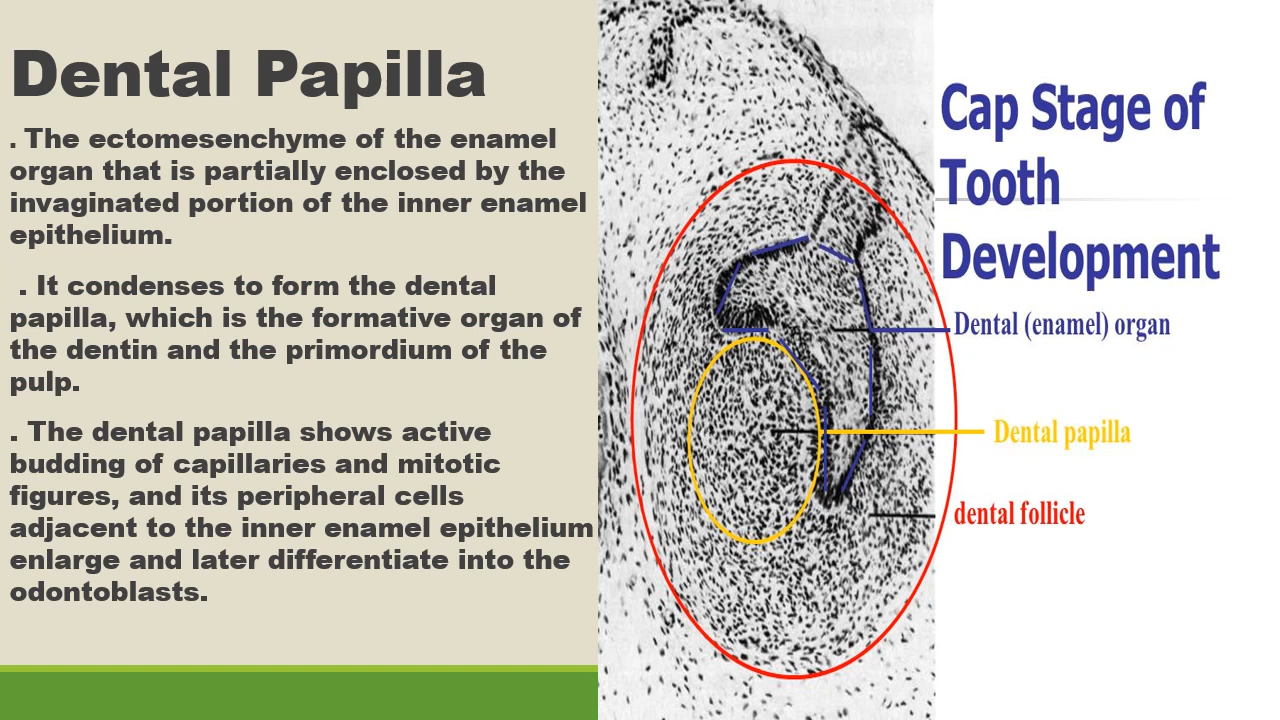 Dental Papilla
. The ectomesenchyme of the enamel
organ that is partially enclosed by the
invaginated portion of the inner enamel
epithelium.
. It condenses to form the dental
papilla, which is the formative organ of
the dentin and the primordium of the
pulp.
. The dental papilla shows active
budding of capillaries and mitotic
figures, and its peripheral cells
adjacent to the inner enamel epithelium
enlarge and later differentiate into the
odontoblasts.
Cap Stage of
Tooth
Development
Dental (enamel) organ
Dental papilla
dental follicle